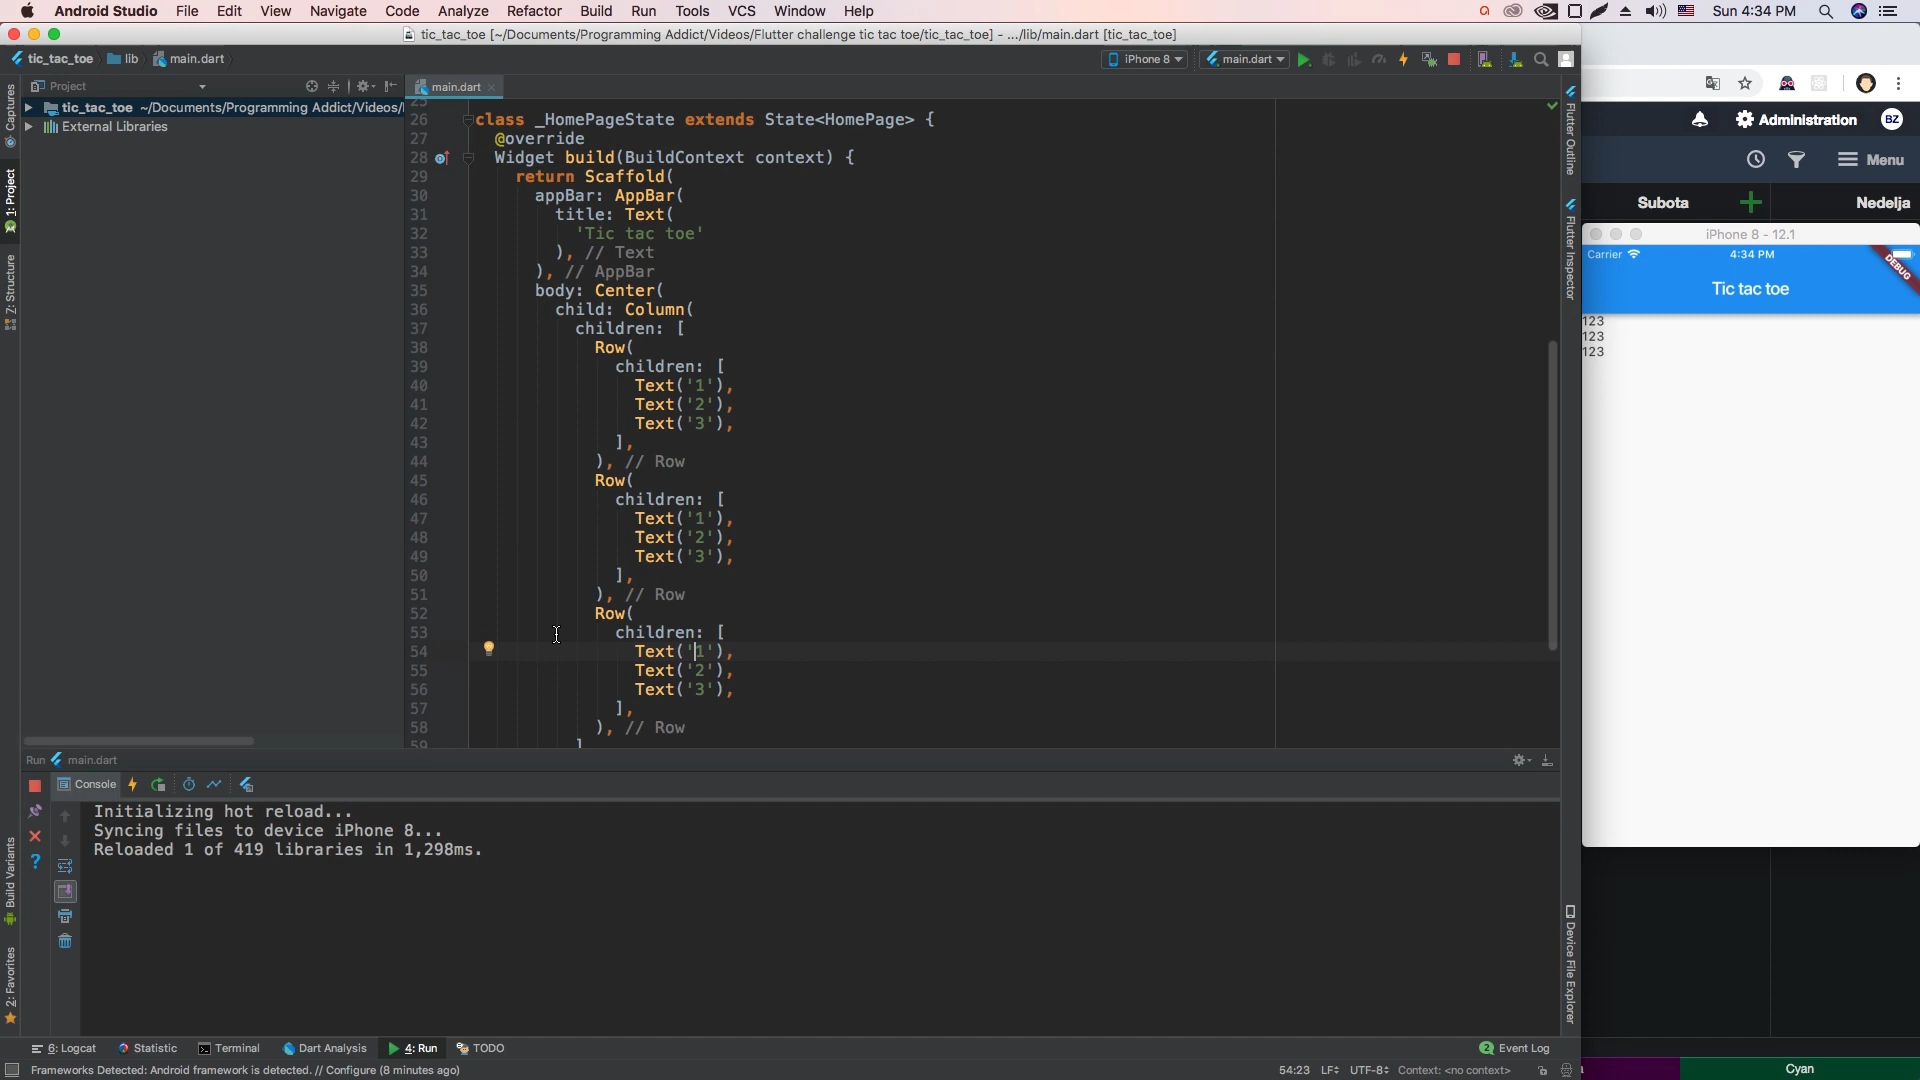 Android Studio File Edit View Navigate Code Analyze Refactor Build Run Tools VCS Window Help Sun 4:34 PM
tic_tac_toe [~/Documents/Programming Addict/Videos/Flutter challenge tic tac toe/tic_tac_toe] - .../lib/main.dart [tic_tac_toe]
tic_tac_toe lib main.dart iPhone 8 main.dart
Project
main.dart
tic_tac_toe ~/Documents/Programming Addict/Videos/
External Libraries
Captures
1: Project
Z: Structure
Build Variants
2: Favorites
25
26 class _HomePageState extends State<HomePage> {
27 @override
28 Widget build(BuildContext context) {
29 return Scaffold(
30 appBar: AppBar(
31 title: Text(
32 'Tic tac toe'
33 ), // Text
34 ), // AppBar
35 body: Center(
36 child: Column(
37 children: [
38 Row(
39 children: [
40 Text('1'),
41 Text('2'),
42 Text('3'),
43 ],
44 ), // Row
45 Row(
46 children: [
47 Text('1'),
48 Text('2'),
49 Text('3'),
50 ],
51 ), // Row
52 Row(
53 children: [
54 Text('1'),
55 Text('2'),
56 Text('3'),
57 ],
58 ), // Row
59 ]
Flutter Outline
Flutter Inspector
Device File Explorer
Administration BZ
Menu
Subota Nedelja
iPhone 8 - 12.1
Carrier 4:34 PM
DEBUG
Tic tac toe
123
123
123
Run main.dart
Console
Initializing hot reload...
Syncing files to device iPhone 8...
Reloaded 1 of 419 libraries in 1,298ms.
6: Logcat Statistic Terminal Dart Analysis 4: Run TODO 2 Event Log
Frameworks Detected: Android framework is detected. // Configure (8 minutes ago) 54:23 LF UTF-8 Context: <no context>
Cyan